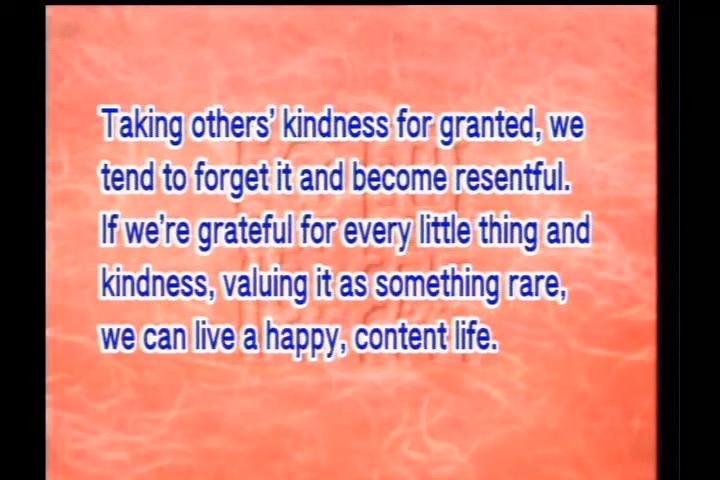 Taking others’ kindness for granted, we
tend to forget it and become resentful.
If we’re grateful for every little thing and
kindness, valuing it as something rare,
we can live a happy, content life.